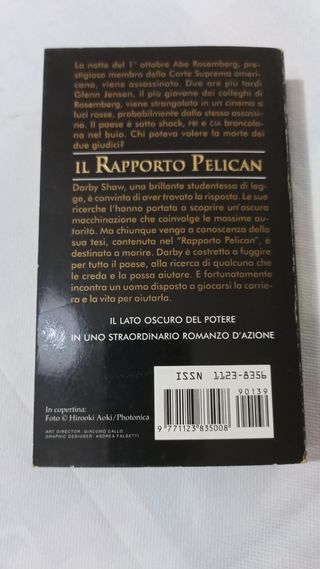 La notte del 1° ottobre Abe Rosemberg, pre-
stigioso membro della Corte Suprema ameri-
cana, viene assassinato. Due ore più tardi
Glenn Jensen, il più giovane dei colleghi di
Rosemberg, viene strangolato in un cinema a
luci rosse, probabilmente dallo stesso assassi-
no. Il paese è sotto shock, FBI e CIA brancola-
no nel buio. Chi poteva volere la morte dei
due giudici?
IL RAPPORTO PELICAN
Darby Shaw, una brillante studentessa di leg-
ge, è convinta di aver trovato la risposta. Le sue
ricerche l'hanno portata a scoprire un'oscura
macchinazione che coinvolge le massime au-
torità. Ma chiunque venga a conoscenza della
sua tesi, contenuta nel "Rapporto Pelican", è
destinato a morire. Darby è costretta a fuggire
per tutto il paese, alla ricerca di qualcuno che
le creda e la possa aiutare. E fortunatamente
incontra un uomo disposto a giocarsi la carrie-
ra e la vita per aiutarla.
IL LATO OSCURO DEL POTERE
IN UNO STRAORDINARIO ROMANZO D'AZIONE
ISSN 1123-8356
90139
9 771123 835008
In copertina:
Foto © Hirooki Aoki/Photonica
ART DIRECTOR: GIACOMO CALLO
GRAPHIC DESIGNER: ANDREA FALSETTI